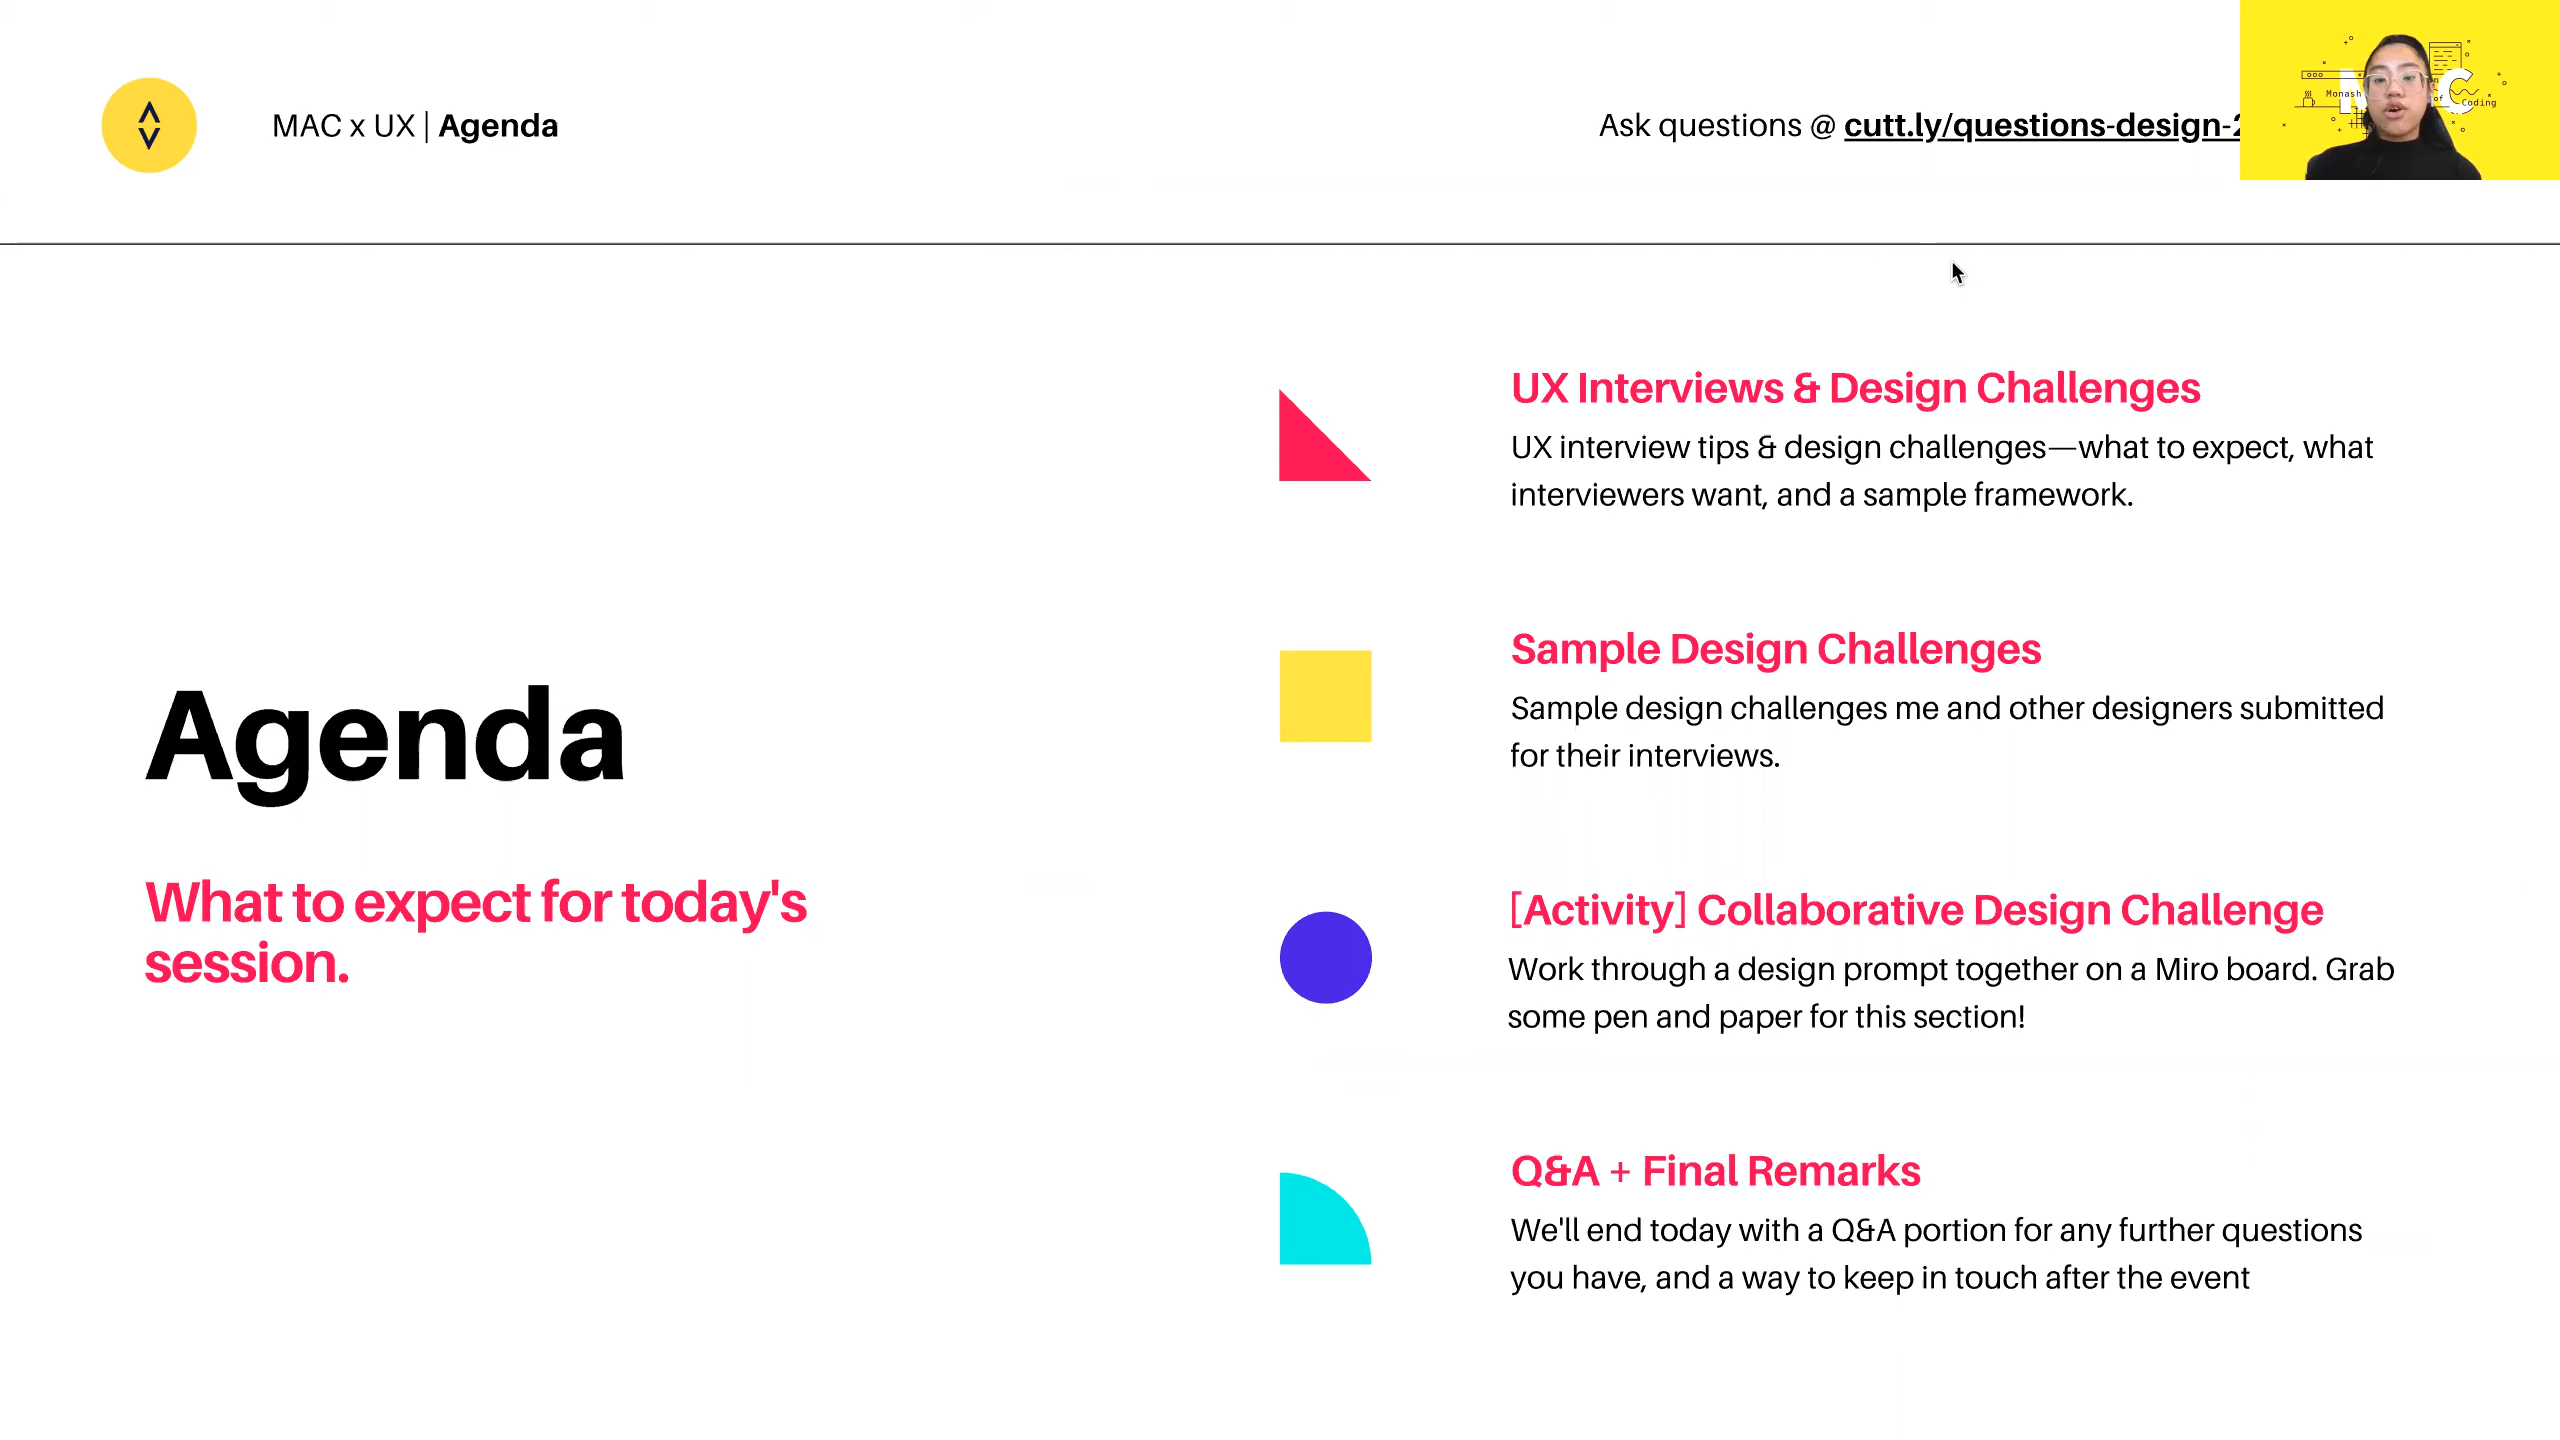 MAC x UX | Agenda
Ask questions @ cutt.ly/questions-design-2
Monash
of Coding
Agenda
What to expect for today's
session.
UX Interviews & Design Challenges
UX interview tips & design challenges—what to expect, what
interviewers want, and a sample framework.
Sample Design Challenges
Sample design challenges me and other designers submitted
for their interviews.
[Activity] Collaborative Design Challenge
Work through a design prompt together on a Miro board. Grab
some pen and paper for this section!
Q&A + Final Remarks
We'll end today with a Q&A portion for any further questions
you have, and a way to keep in touch after the event